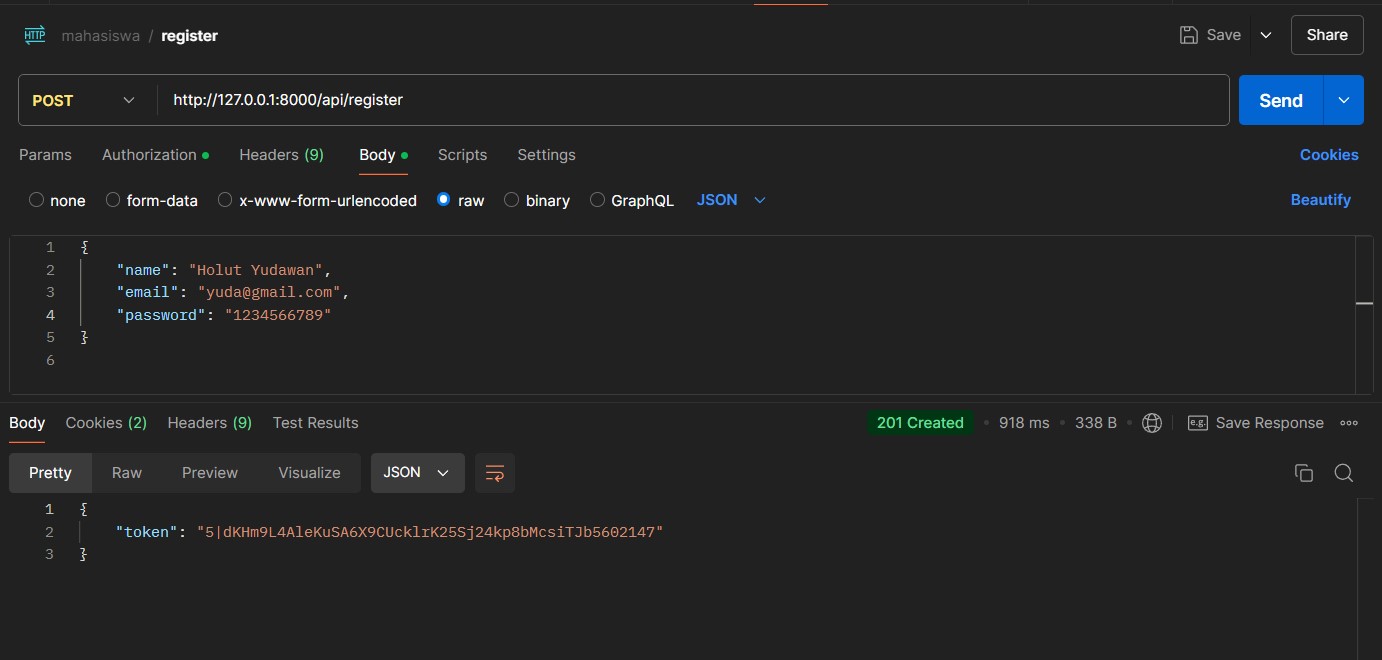 HTTP mahasiswa / register Save Share
POST http://127.0.0.1:8000/api/register Send
Params Authorization Headers (9) Body Scripts Settings Cookies
none form-data x-www-form-urlencoded raw binary GraphQL JSON Beautify
1 {
2 "name": "Holut Yudawan",
3 "email": "yuda@gmail.com",
4 "password": "1234566789"
5 }
6
Body Cookies (2) Headers (9) Test Results 201 Created • 918 ms • 338 B • e.g. Save Response
Pretty Raw Preview Visualize JSON
1 {
2 "token": "5|dKHm9L4AleKuSA6X9CUcklrK25Sj24kp8bMcsiTJb5602147"
3 }